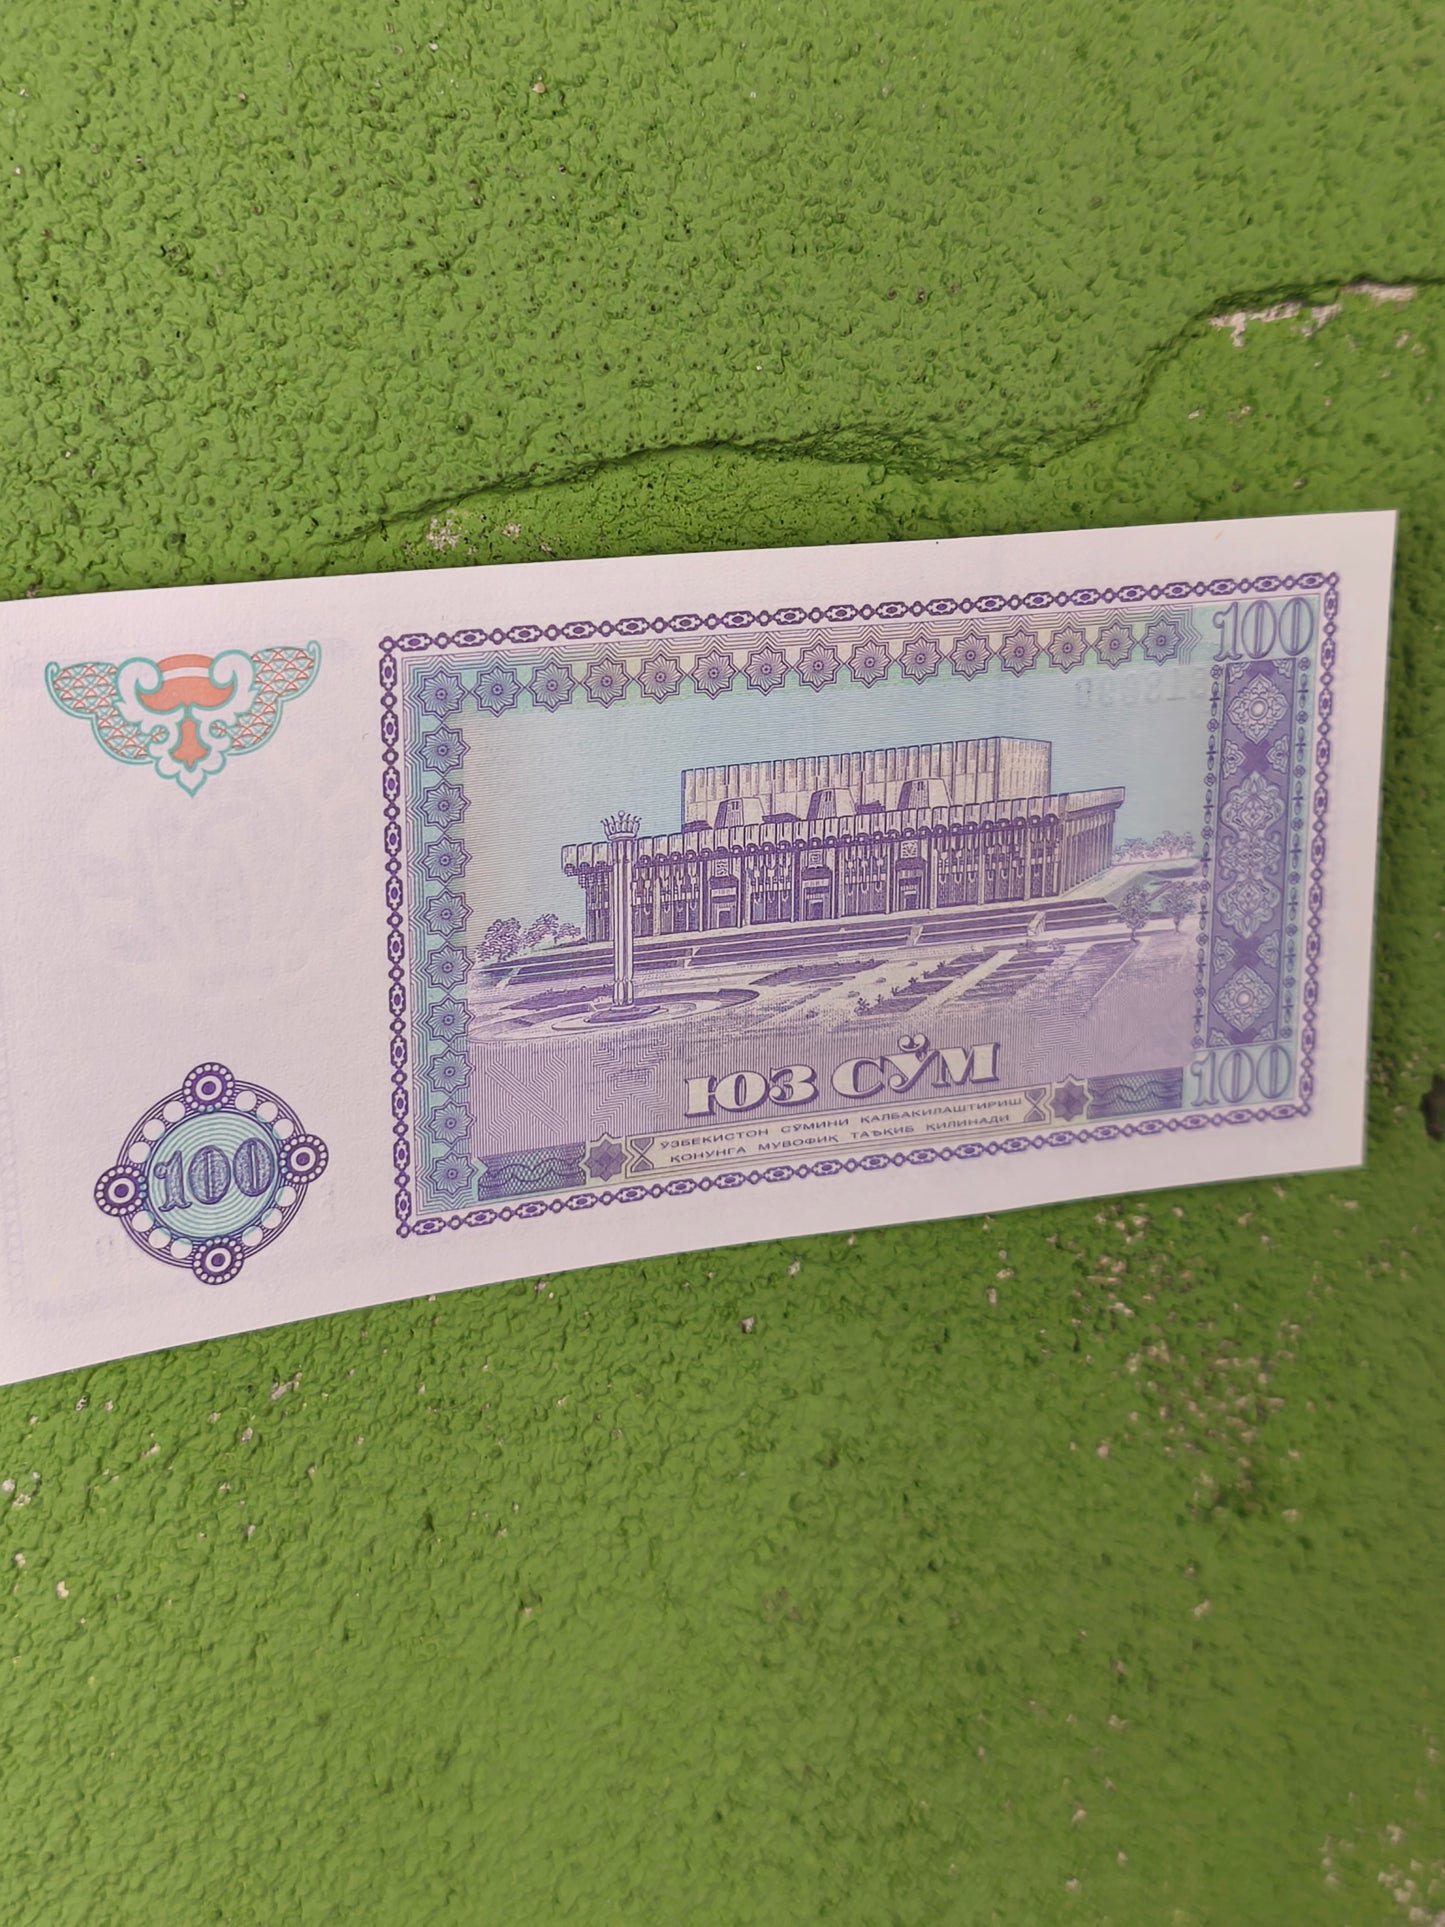 100
ЮЗ СЎМ
ЎЗБЕКИСТОН СЎМИНИ ҚАЛБАКИЛАШТИРИШ
ҚОНУНГА МУВОФИҚ ТАЪҚИБ ҚИЛИНАДИ
100
100